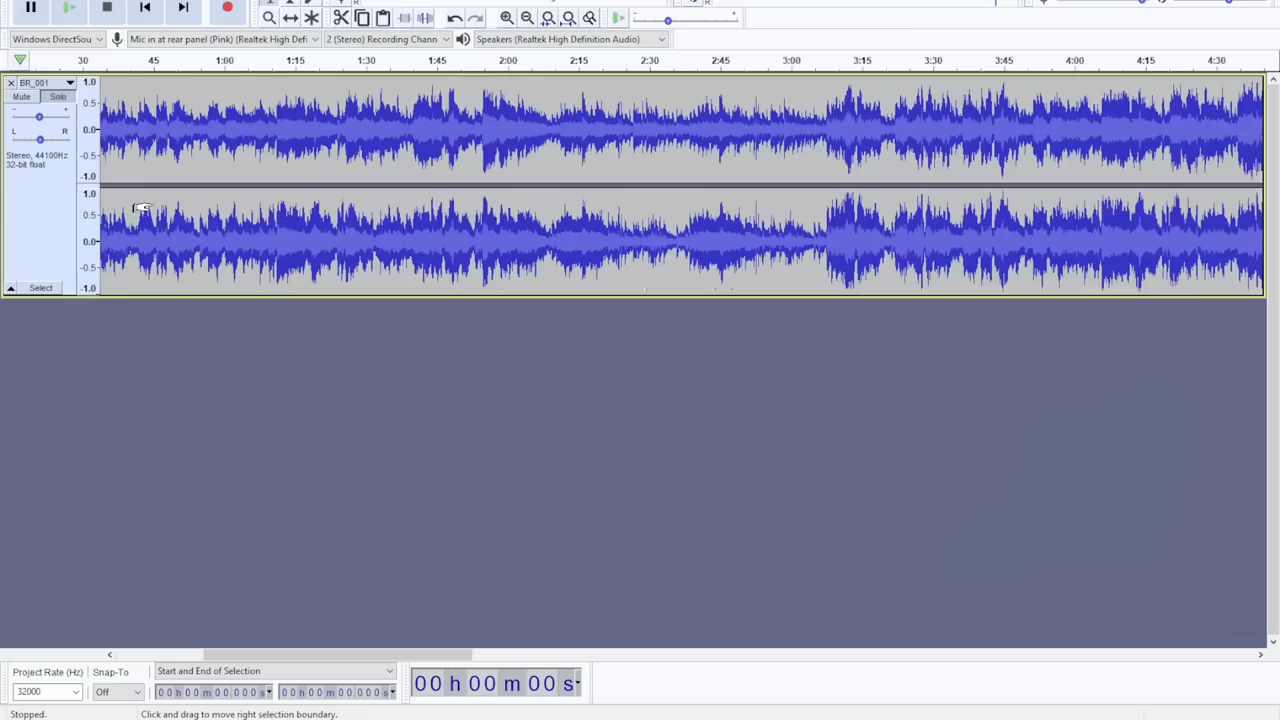 R
R
- +
Windows DirectSou
Mic in at rear panel (Pink) (Realtek High Defi
2 (Stereo) Recording Chann
Speakers (Realtek High Definition Audio)
30 45 1:00 1:15 1:30 1:45 2:00 2:15 2:30 2:45 3:00 3:15 3:30 3:45 4:00 4:15 4:30
BR_001
Mute Solo
- +
L R
Stereo, 44100Hz
32-bit float
Select
1.0
0.5
0.0
-0.5
-1.0
1.0
0.5
0.0
-0.5
-1.0
Project Rate (Hz) Snap-To Start and End of Selection
32000 Off 00 h 00 m 00.000 s 00 h 00 m 00.000 s
00 h 00 m 00 s
Stopped. Click and drag to move right selection boundary.